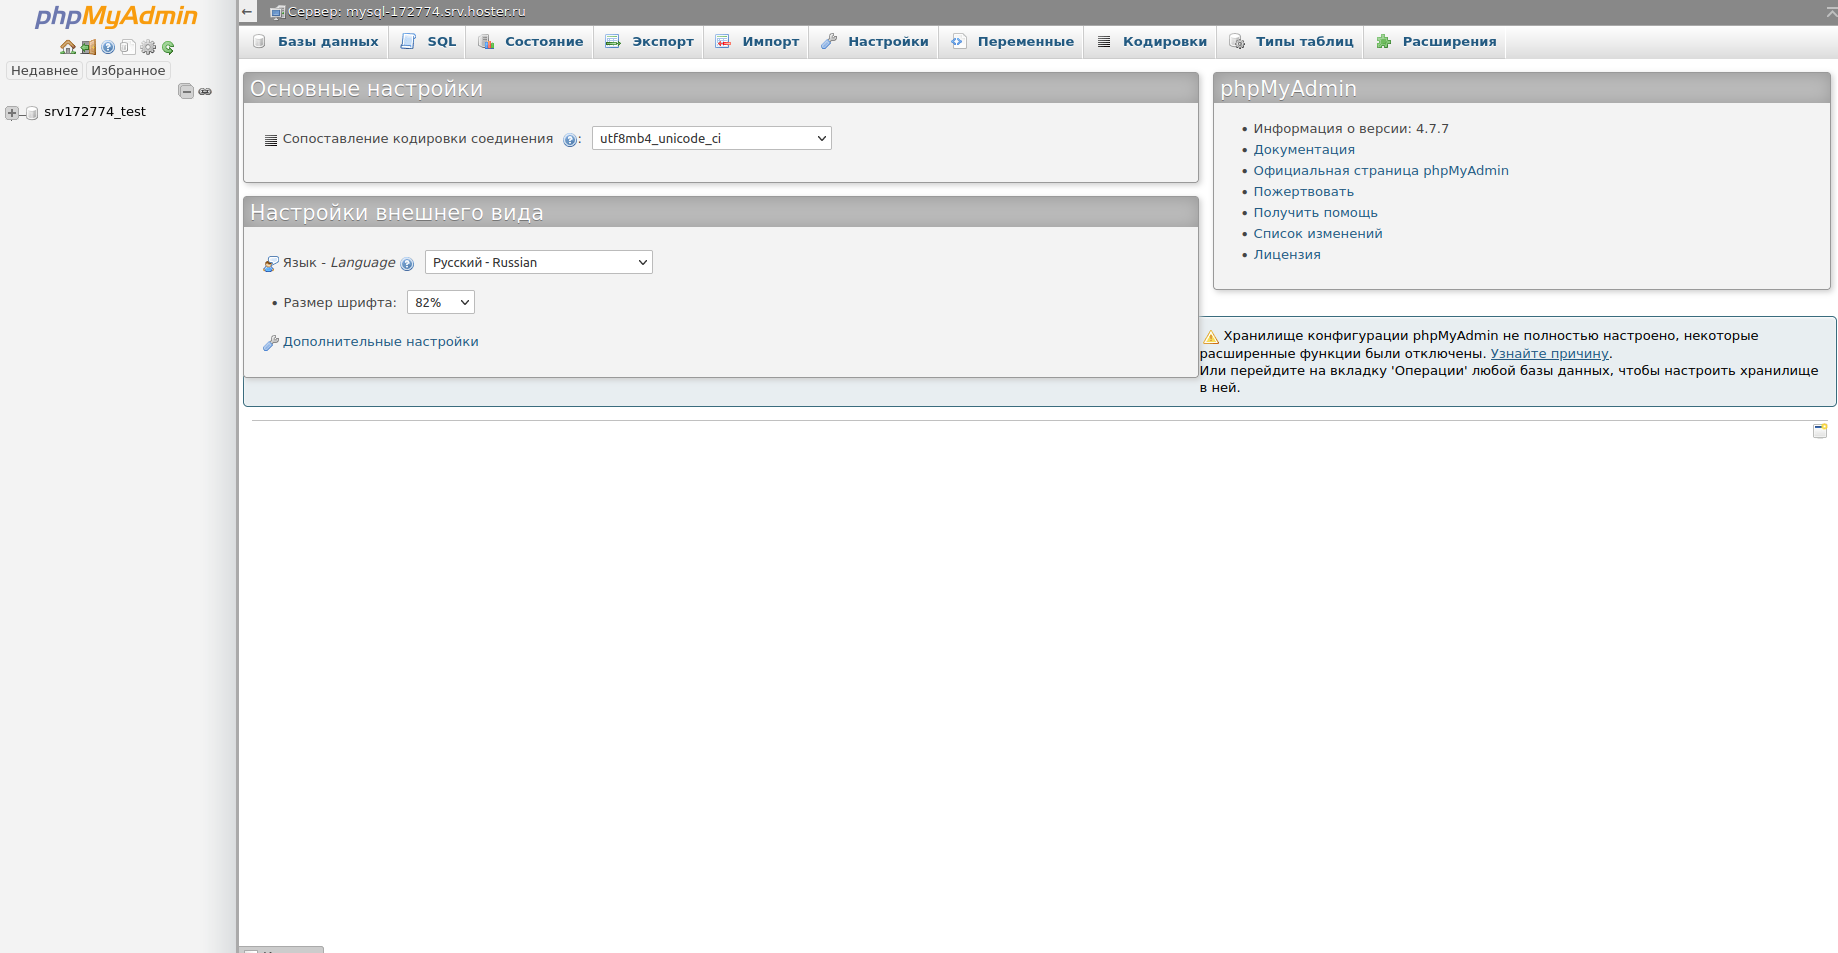 phpMyAdmin
Недавнее Избранное
srv172774_test
Сервер: mysql-172774.srv.hoster.ru
Базы данных SQL Состояние Экспорт Импорт Настройки Переменные Кодировки Типы таблиц Расширения
Основные настройки
Сопоставление кодировки соединения : utf8mb4_unicode_ci
Настройки внешнего вида
Язык - Language Русский - Russian
• Размер шрифта: 82%
Дополнительные настройки
phpMyAdmin
• Информация о версии: 4.7.7
• Документация
• Официальная страница phpMyAdmin
• Пожертвовать
• Получить помощь
• Список изменений
• Лицензия
Хранилище конфигурации phpMyAdmin не полностью настроено, некоторые
расширенные функции были отключены. Узнайте причину.
Или перейдите на вкладку 'Операции' любой базы данных, чтобы настроить хранилище
в ней.